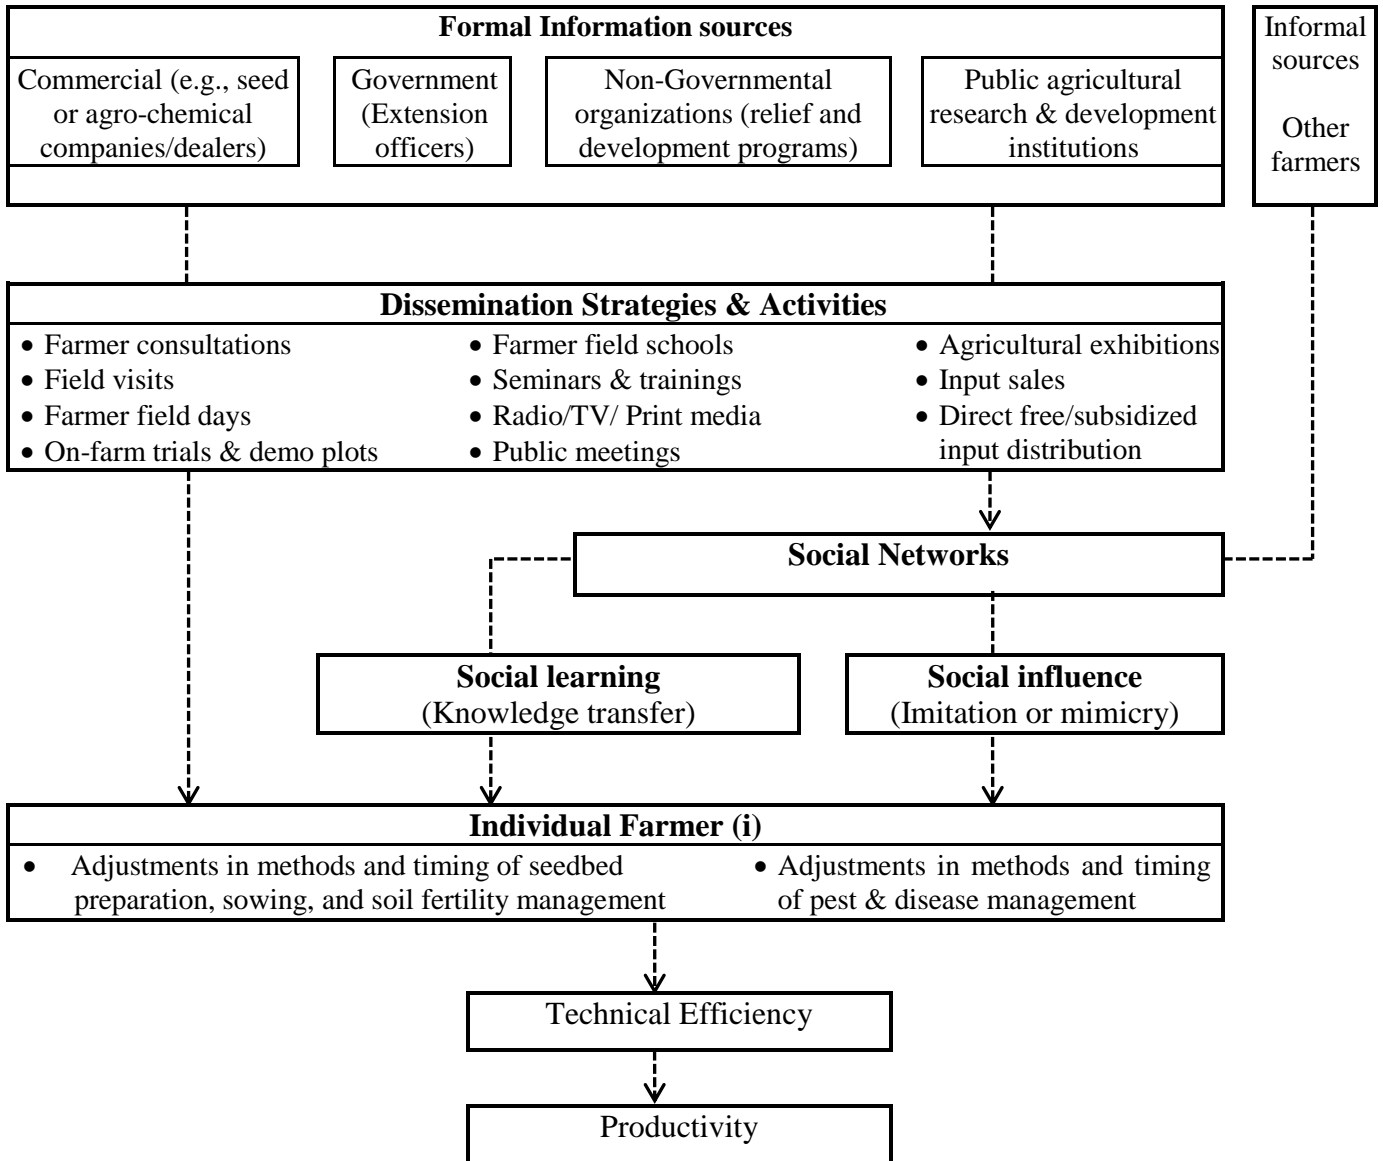 Formal Information sources
Commercial (e.g., seed
or agro-chemical
companies/dealers)
Government
(Extension
officers)
Non-Governmental
organizations (relief and
development programs)
Public agricultural
research & development
institutions
Informal
sources
Other
farmers
Dissemination Strategies & Activities
• Farmer consultations
• Field visits
• Farmer field days
• On-farm trials & demo plots
• Farmer field schools
• Seminars & trainings
• Radio/TV/ Print media
• Public meetings
• Agricultural exhibitions
• Input sales
• Direct free/subsidized
input distribution
Social Networks
Social learning
(Knowledge transfer)
Social influence
(Imitation or mimicry)
Individual Farmer (i)
• Adjustments in methods and timing of seedbed
preparation, sowing, and soil fertility management
• Adjustments in methods and timing
of pest & disease management
Technical Efficiency
Productivity